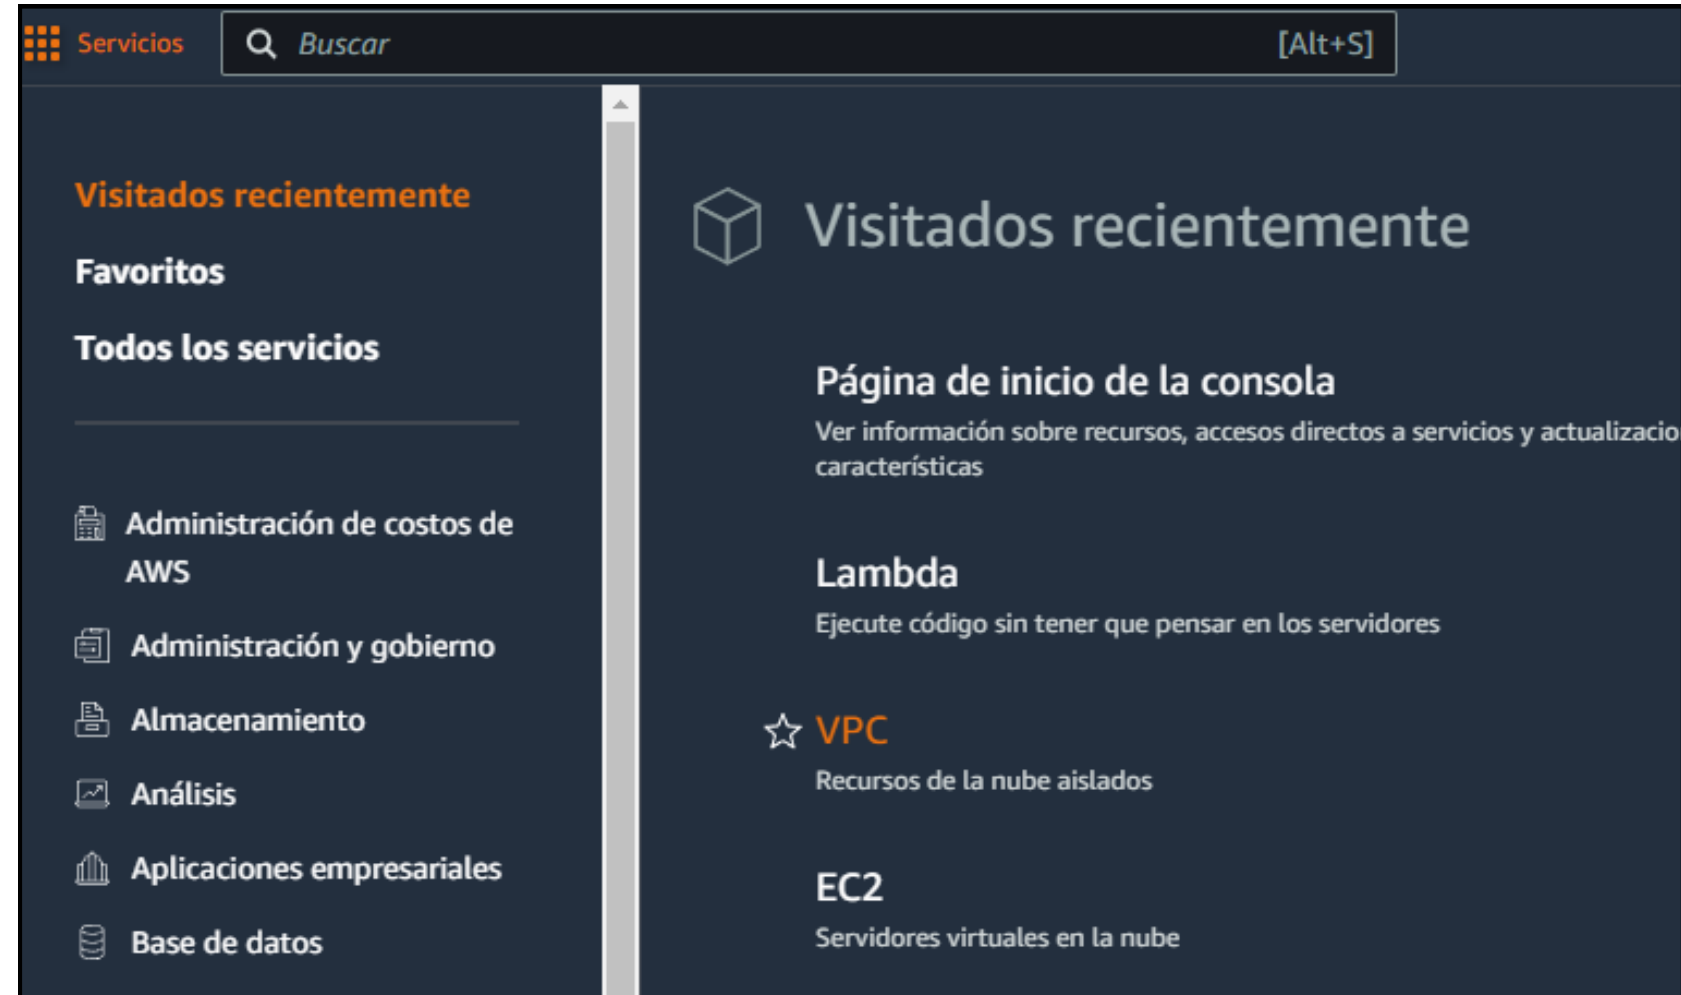 Servicios
Buscar
[Alt+S]
Visitados recientemente
Favoritos
Todos los servicios
Administración de costos de
AWS
Administración y gobierno
Almacenamiento
Análisis
Aplicaciones empresariales
Base de datos
Visitados recientemente
Página de inicio de la consola
Ver información sobre recursos, accesos directos a servicios y
características
Lambda
Ejecute código sin tener que pensar en los servidores
VPC
Recursos de la nube aislados
EC2
Servidores virtuales en la nube